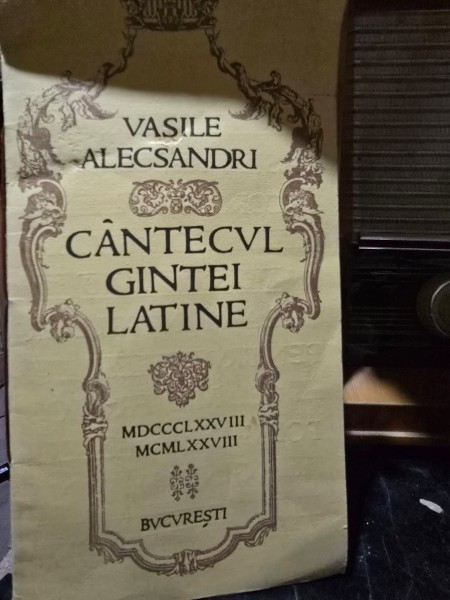 VASILE
ALECSANDRI
CÂNTECVL
GINTEI
LATINE
MDCCCLXXVIII
MCMLXXVIII
BVCVREȘTI